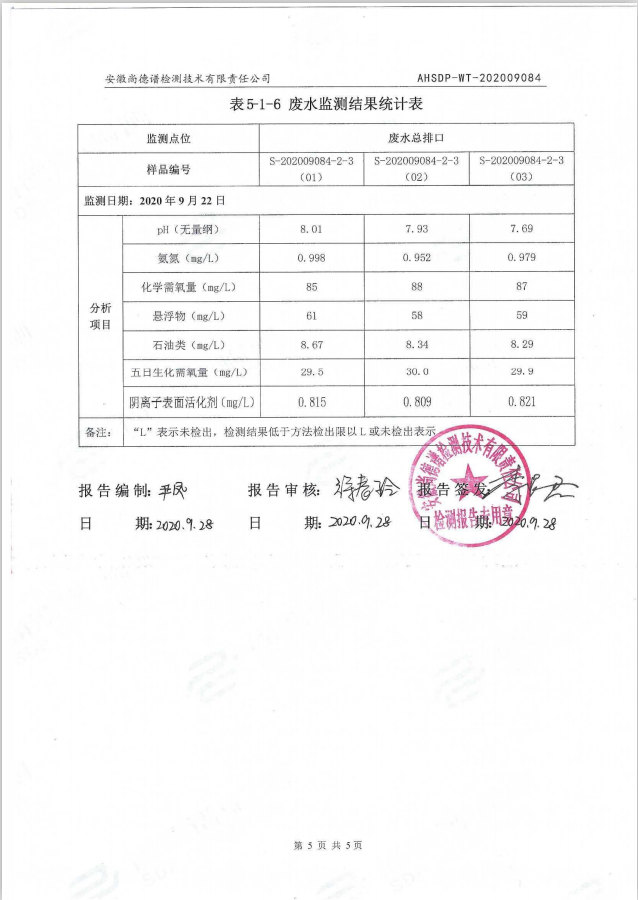 安徽尚德谱检测技术有限责任公司 AHSDP-WT-202009084
表5-1-6 废水监测结果统计表
监测点位 废水总排口
样品编号 S-202009084-2-3（01） S-202009084-2-3（02） S-202009084-2-3（03）
监测日期：2020 年 9 月 22 日
分析项目
pH（无量纲） 8.01 7.93 7.69
氨氮（mg/L） 0.998 0.952 0.979
化学需氧量（mg/L） 85 88 87
悬浮物（mg/L） 61 58 59
石油类（mg/L） 8.67 8.34 8.29
五日生化需氧量（mg/L） 29.5 30.0 29.9
阴离子表面活化剂（mg/L） 0.815 0.809 0.821
备注： “L”表示未检出，检测结果低于方法检出限以 L 或未检出表示
报告编制： 报告审核： 报告签发：
日 期：2020.9.28 日 期：2020.9.28 日 期：2020.9.28
安徽尚德谱检测技术有限责任公司
检测报告专用章
第 5 页 共 5页